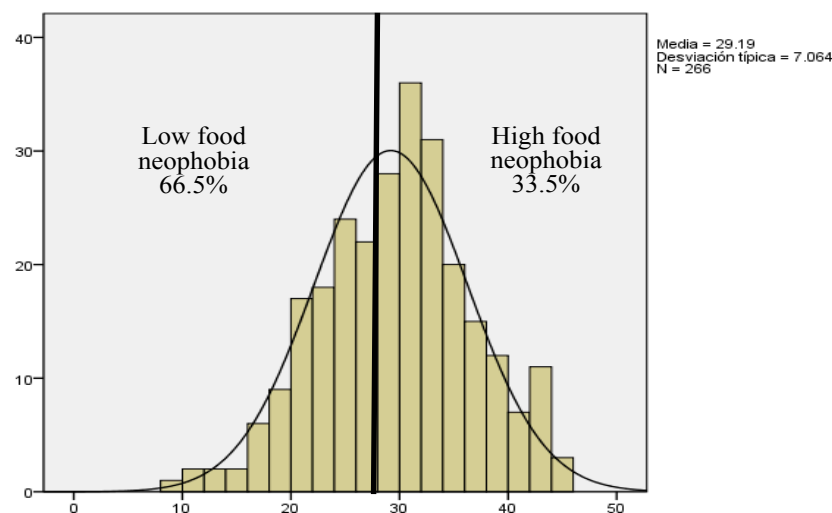 40
30
20
10
0
0
10
20
30
40
50
Low food
neophobia
66.5%
High food
neophobia
33.5%
Media = 29.19
Desviación típica = 7.064
N = 266